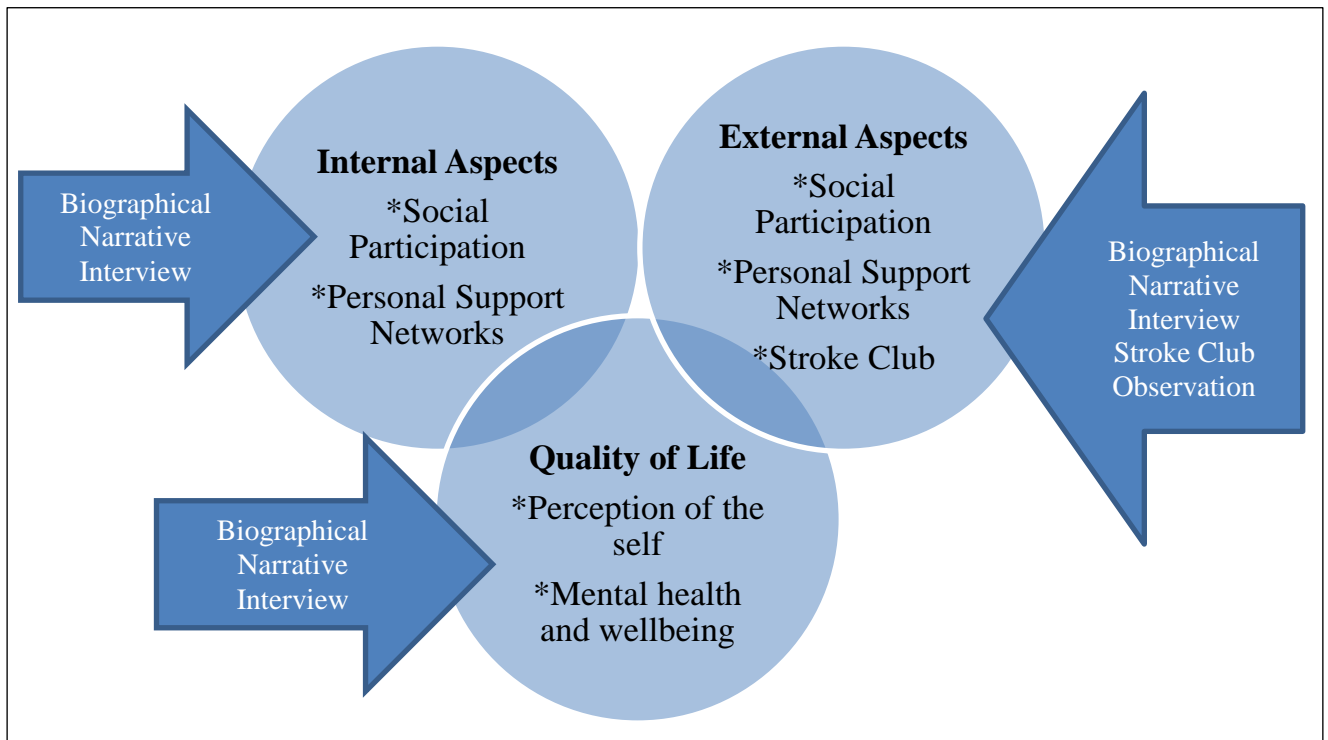 Biographical
Narrative
Interview
Internal Aspects
*Social
Participation
*Personal Support
Networks
External Aspects
*Social
Participation
*Personal Support
Networks
*Stroke Club
Biographical
Narrative
Interview
Stroke Club
Observation
Biographical
Narrative
Interview
Quality of Life
*Perception of the
self
*Mental health
and wellbeing